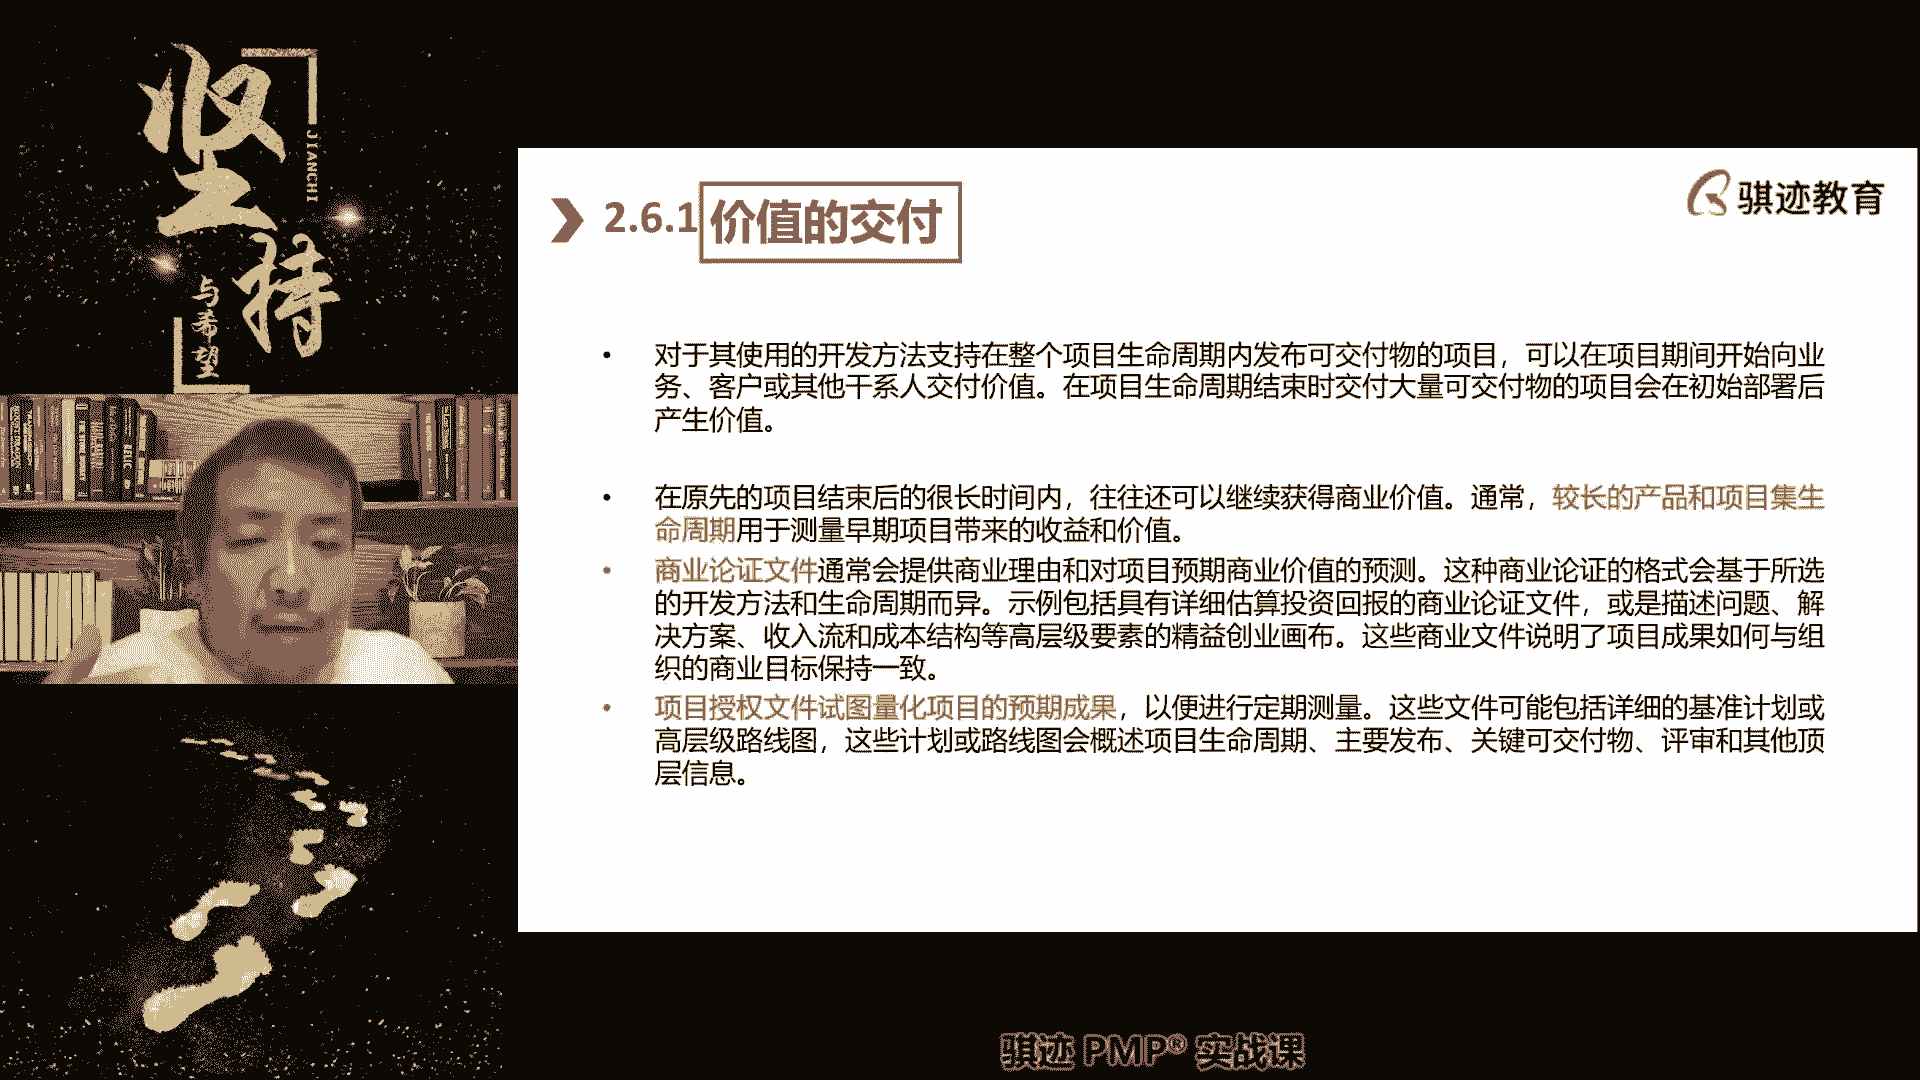 坚持
JIANCHI
与希望
骐迹教育
2.6.1 价值的交付
• 对于其使用的开发方法支持在整个项目生命周期内发布可交付物的项目，可以在项目期间开始向业
务、客户或其他干系人交付价值。在项目生命周期结束时交付大量可交付物的项目会在初始部署后
产生价值。
• 在原先的项目结束后的很长时间内，往往还可以继续获得商业价值。通常，较长的产品和项目集生
命周期用于测量早期项目带来的收益和价值。
• 商业论证文件通常会提供商业理由和对项目预期商业价值的预测。这种商业论证的格式会基于所选
的开发方法和生命周期而异。示例包括具有详细估算投资回报的商业论证文件，或是描述问题、解
决方案、收入流和成本结构等高层级要素的精益创业画布。这些商业文件说明了项目成果如何与组
织的商业目标保持一致。
• 项目授权文件试图量化项目的预期成果，以便进行定期测量。这些文件可能包括详细的基准计划或
高层级路线图，这些计划或路线图会概述项目生命周期、主要发布、关键可交付物、评审和其他顶
层信息。
骐迹 PMP® 实战课